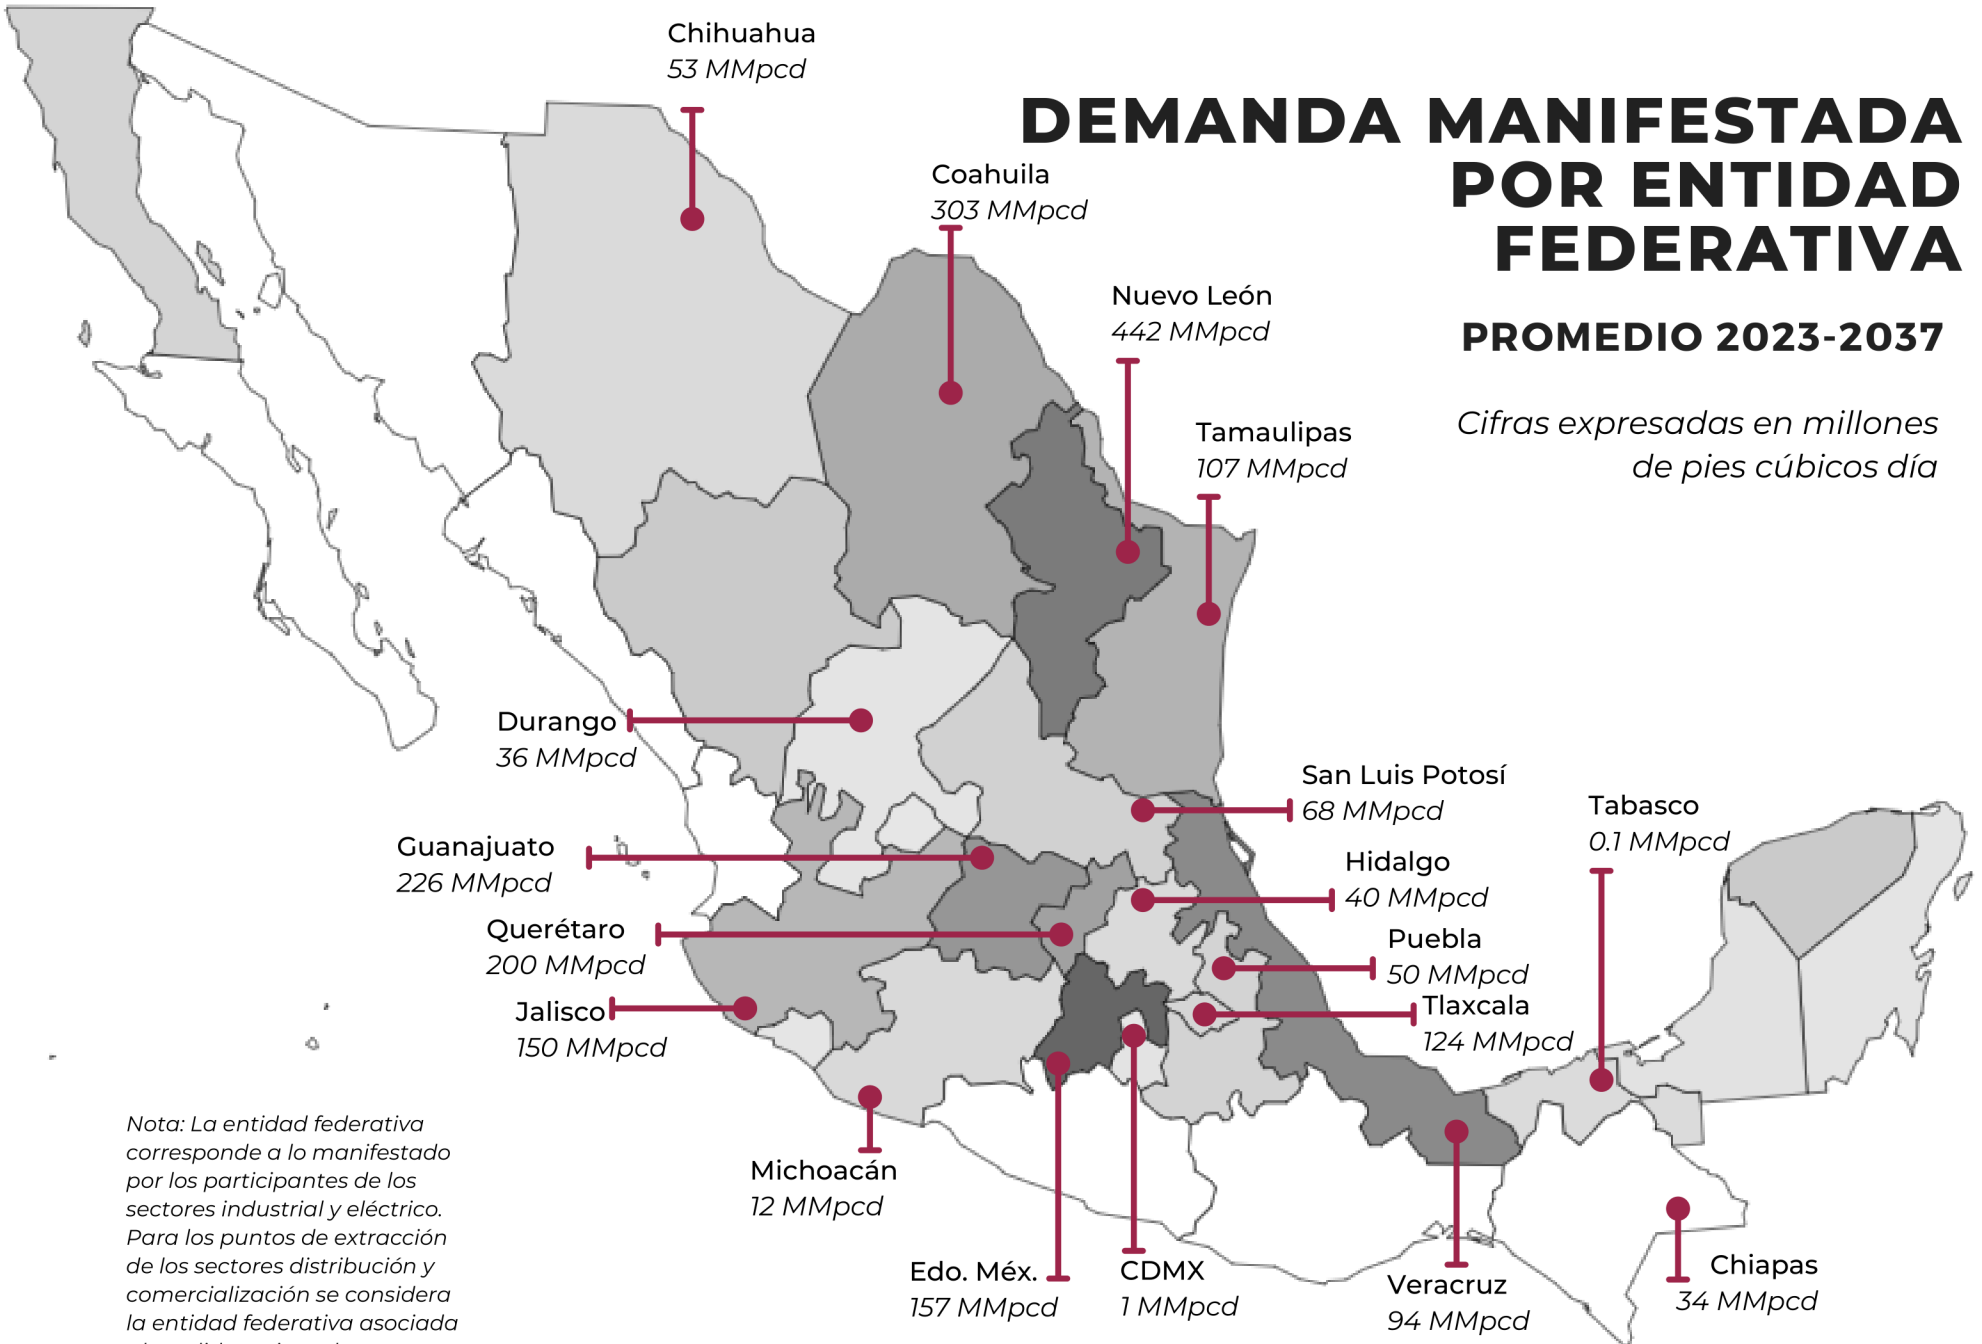 DEMANDA MANIFESTADA
POR ENTIDAD
FEDERATIVA
PROMEDIO 2023-2037
Cifras expresadas en millones
de pies cúbicos día
Chihuahua
53 MMpcd
Coahuila
303 MMpcd
Nuevo León
442 MMpcd
Tamaulipas
107 MMpcd
Durango
36 MMpcd
San Luis Potosí
68 MMpcd
Tabasco
0.1 MMpcd
Guanajuato
226 MMpcd
Hidalgo
40 MMpcd
Querétaro
200 MMpcd
Puebla
50 MMpcd
Jalisco
150 MMpcd
Tlaxcala
124 MMpcd
Michoacán
12 MMpcd
Edo. Méx.
157 MMpcd
CDMX
1 MMpcd
Veracruz
94 MMpcd
Chiapas
34 MMpcd
Nota: La entidad federativa
corresponde a lo manifestado
por los participantes de los
sectores industrial y eléctrico.
Para los puntos de extracción
de los sectores distribución y
comercialización se considera
la entidad federativa asociada